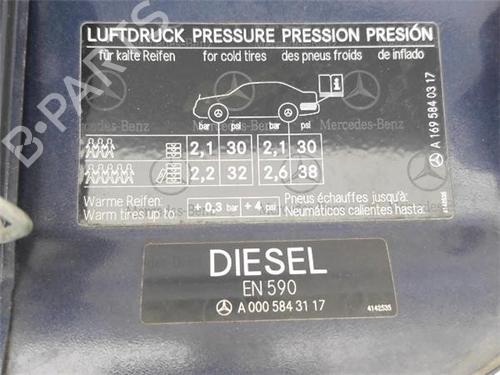 LUFTDRUCK PRESSURE PRESSION PRESIÓN
für kalte Reifen for cold tires des pneus froids de inflado
bar psi bar psi
2,1 30 2,1 30
2,2 32 2,6 38
Warme Reifen: Pneus échauffés jusqu'à:
Warm tires up to: + 0,3 bar + 4 psi Neumáticos calientes hasta:
A 169 584 03 17
4142535
Mercedes-Benz Mercedes-Benz
DIESEL
EN 590
A 000 584 31 17
4142535
B-PARTS